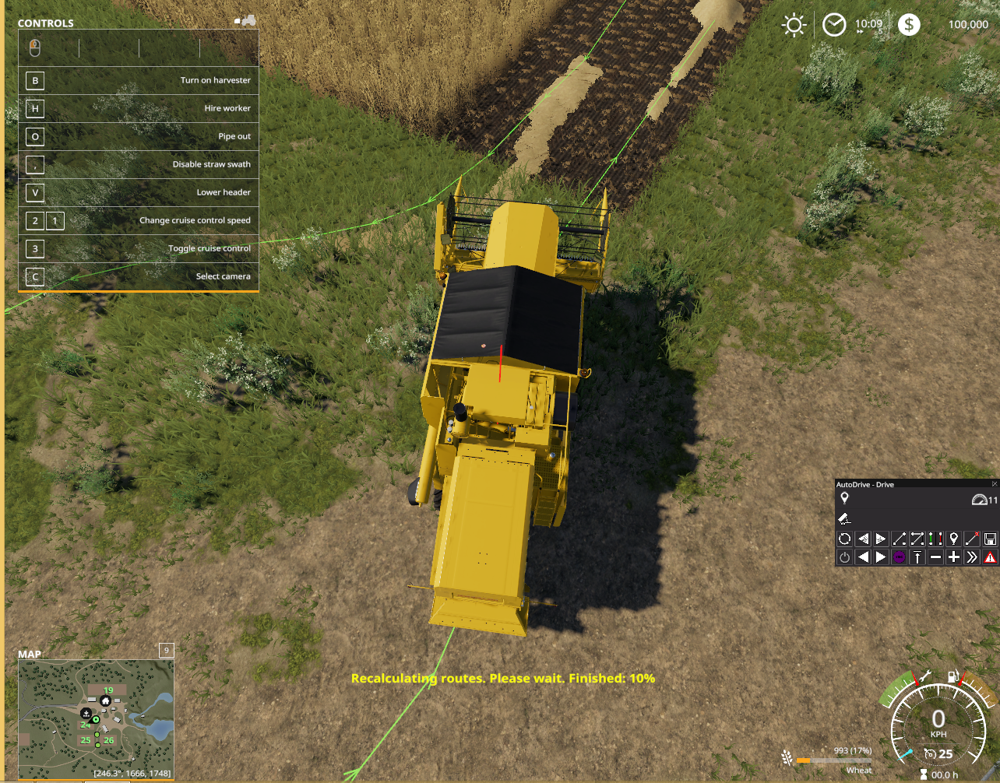 CONTROLS
B Turn on harvester
H Hire worker
O Pipe out
, Disable straw swath
V Lower header
2 1 Change cruise control speed
3 Toggle cruise control
C Select camera
10:09
5
$ 100,000
AutoDrive - Drive
11
Recalculating routes. Please wait. Finished: 10%
MAP
9
19
24
25 26
[246.3°, 1666, 1748]
0
KPH
25
993 (17%)
Wheat
00.0 h